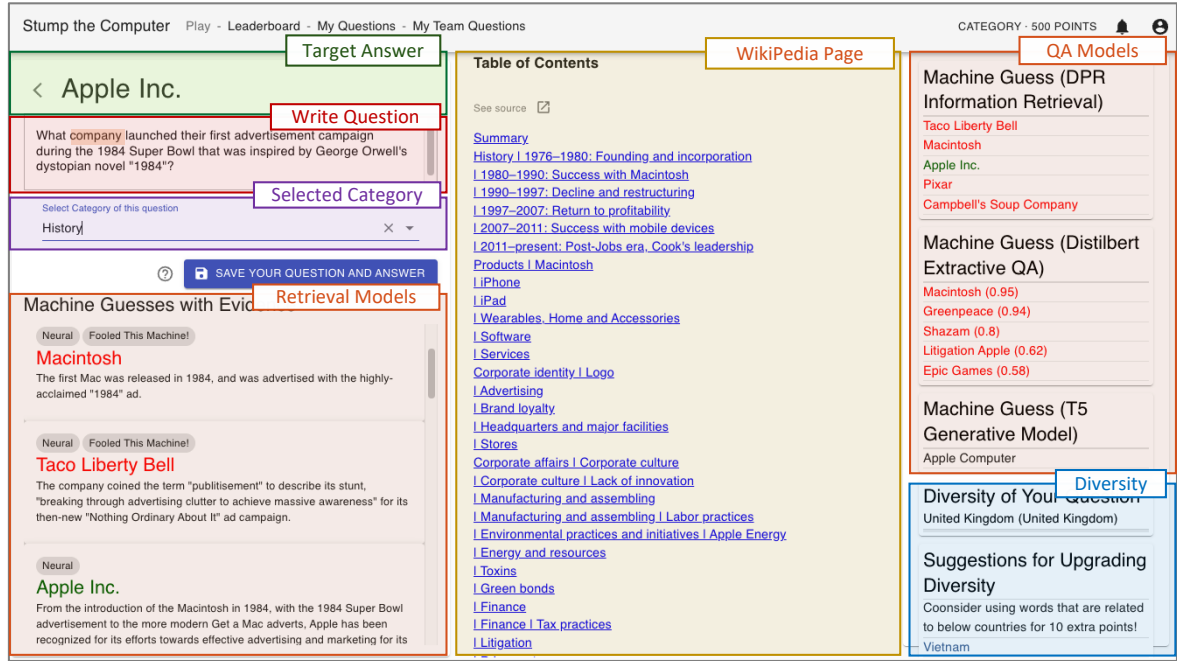 Stump the Computer Play - Leaderboard - My Questions - My Team Questions
CATEGORY · 500 POINTS
Target Answer
Apple Inc.
Write Question
What company launched their first advertisement campaign
during the 1984 Super Bowl that was inspired by George Orwell's
dystopian novel "1984"?
Selected Category
Select Category of this question
History
SAVE YOUR QUESTION AND ANSWER
Retrieval Models
Machine Guesses with
Neural Fooled This Machine!
Macintosh
The first Mac was released in 1984, and was advertised with the highly-
acclaimed "1984" ad.
Neural Fooled This Machine!
Taco Liberty Bell
The company coined the term "publitisement" to describe its stunt,
"breaking through advertising clutter to achieve massive awareness" for its
then-new "Nothing Ordinary About It" ad campaign.
Neural
Apple Inc.
From the introduction of the Macintosh in 1984, with the 1984 Super Bowl
advertisement to the more modern Get a Mac adverts, Apple has been
recognized for its efforts towards effective advertising and marketing for its
WikiPedia Page
Table of Contents
See source
Summary
History | 1976–1980: Founding and incorporation
| 1980–1990: Success with Macintosh
| 1990–1997: Decline and restructuring
| 1997–2007: Return to profitability
| 2007–2011: Success with mobile devices
| 2011–present: Post-Jobs era, Cook's leadership
Products | Macintosh
| iPhone
| iPad
| Wearables, Home and Accessories
| Software
| Services
Corporate identity | Logo
| Advertising
| Brand loyalty
| Headquarters and major facilities
| Stores
Corporate affairs | Corporate culture
| Corporate culture | Lack of innovation
| Manufacturing and assembling
| Manufacturing and assembling | Labor practices
| Environmental practices and initiatives | Apple Energy
| Energy and resources
| Toxins
| Green bonds
| Finance
| Finance | Tax practices
| Litigation
QA Models
Machine Guess (DPR
Information Retrieval)
Taco Liberty Bell
Macintosh
Apple Inc.
Pixar
Campbell's Soup Company
Machine Guess (Distilbert
Extractive QA)
Macintosh (0.95)
Greenpeace (0.94)
Shazam (0.8)
Litigation Apple (0.62)
Epic Games (0.58)
Machine Guess (T5
Generative Model)
Apple Computer
Diversity
Diversity of Your Question
United Kingdom (United Kingdom)
Suggestions for Upgrading
Diversity
Coonsider using words that are related
to below countries for 10 extra points!
Vietnam